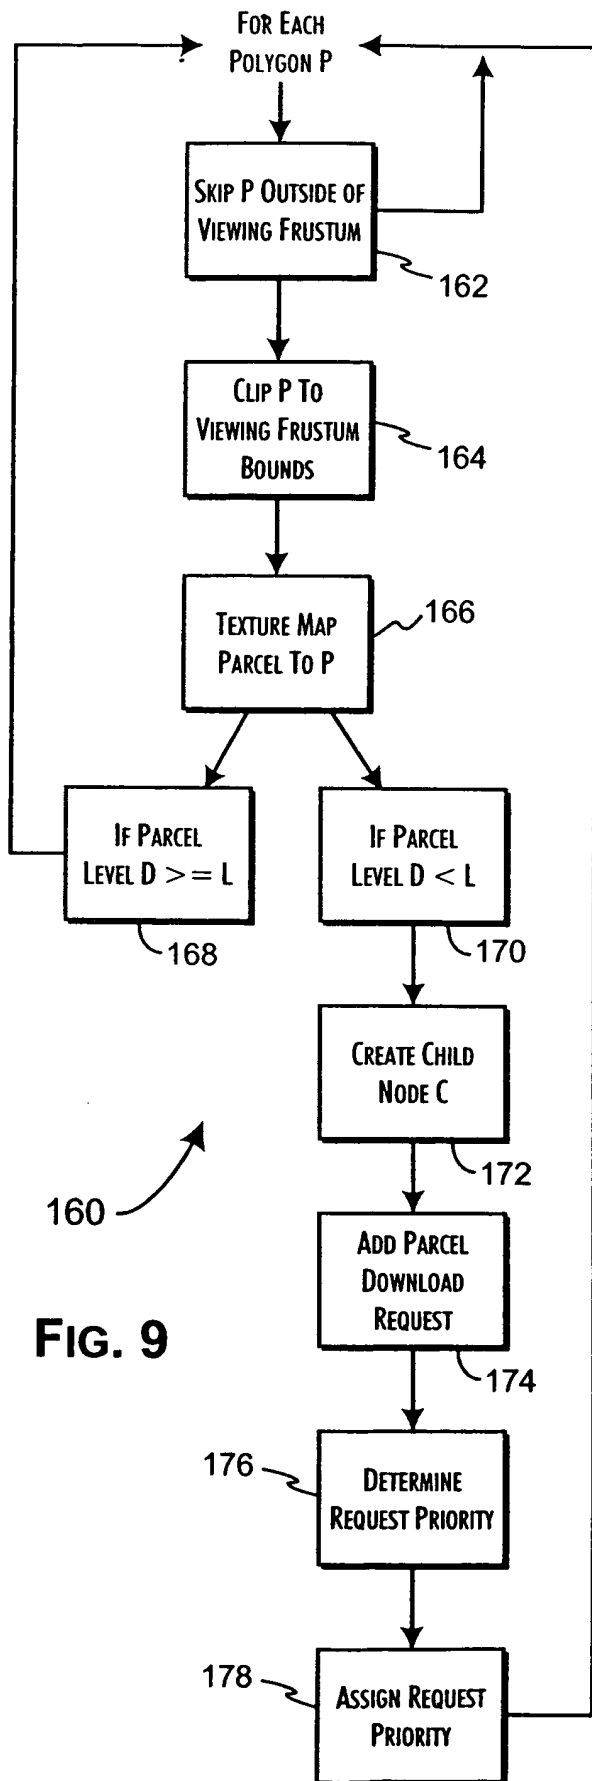 FOR EACH
POLYGON P
SKIP P OUTSIDE OF
VIEWING FRUSTUM
162
CLIP P TO
VIEWING FRUSTUM
BOUNDS
164
TEXTURE MAP
PARCEL TO P
166
IF PARCEL
LEVEL D >= L
168
IF PARCEL
LEVEL D < L
170
CREATE CHILD
NODE C
172
160
ADD PARCEL
DOWNLOAD
REQUEST
174
FIG. 9
176
DETERMINE
REQUEST PRIORITY
178
ASSIGN REQUEST
PRIORITY